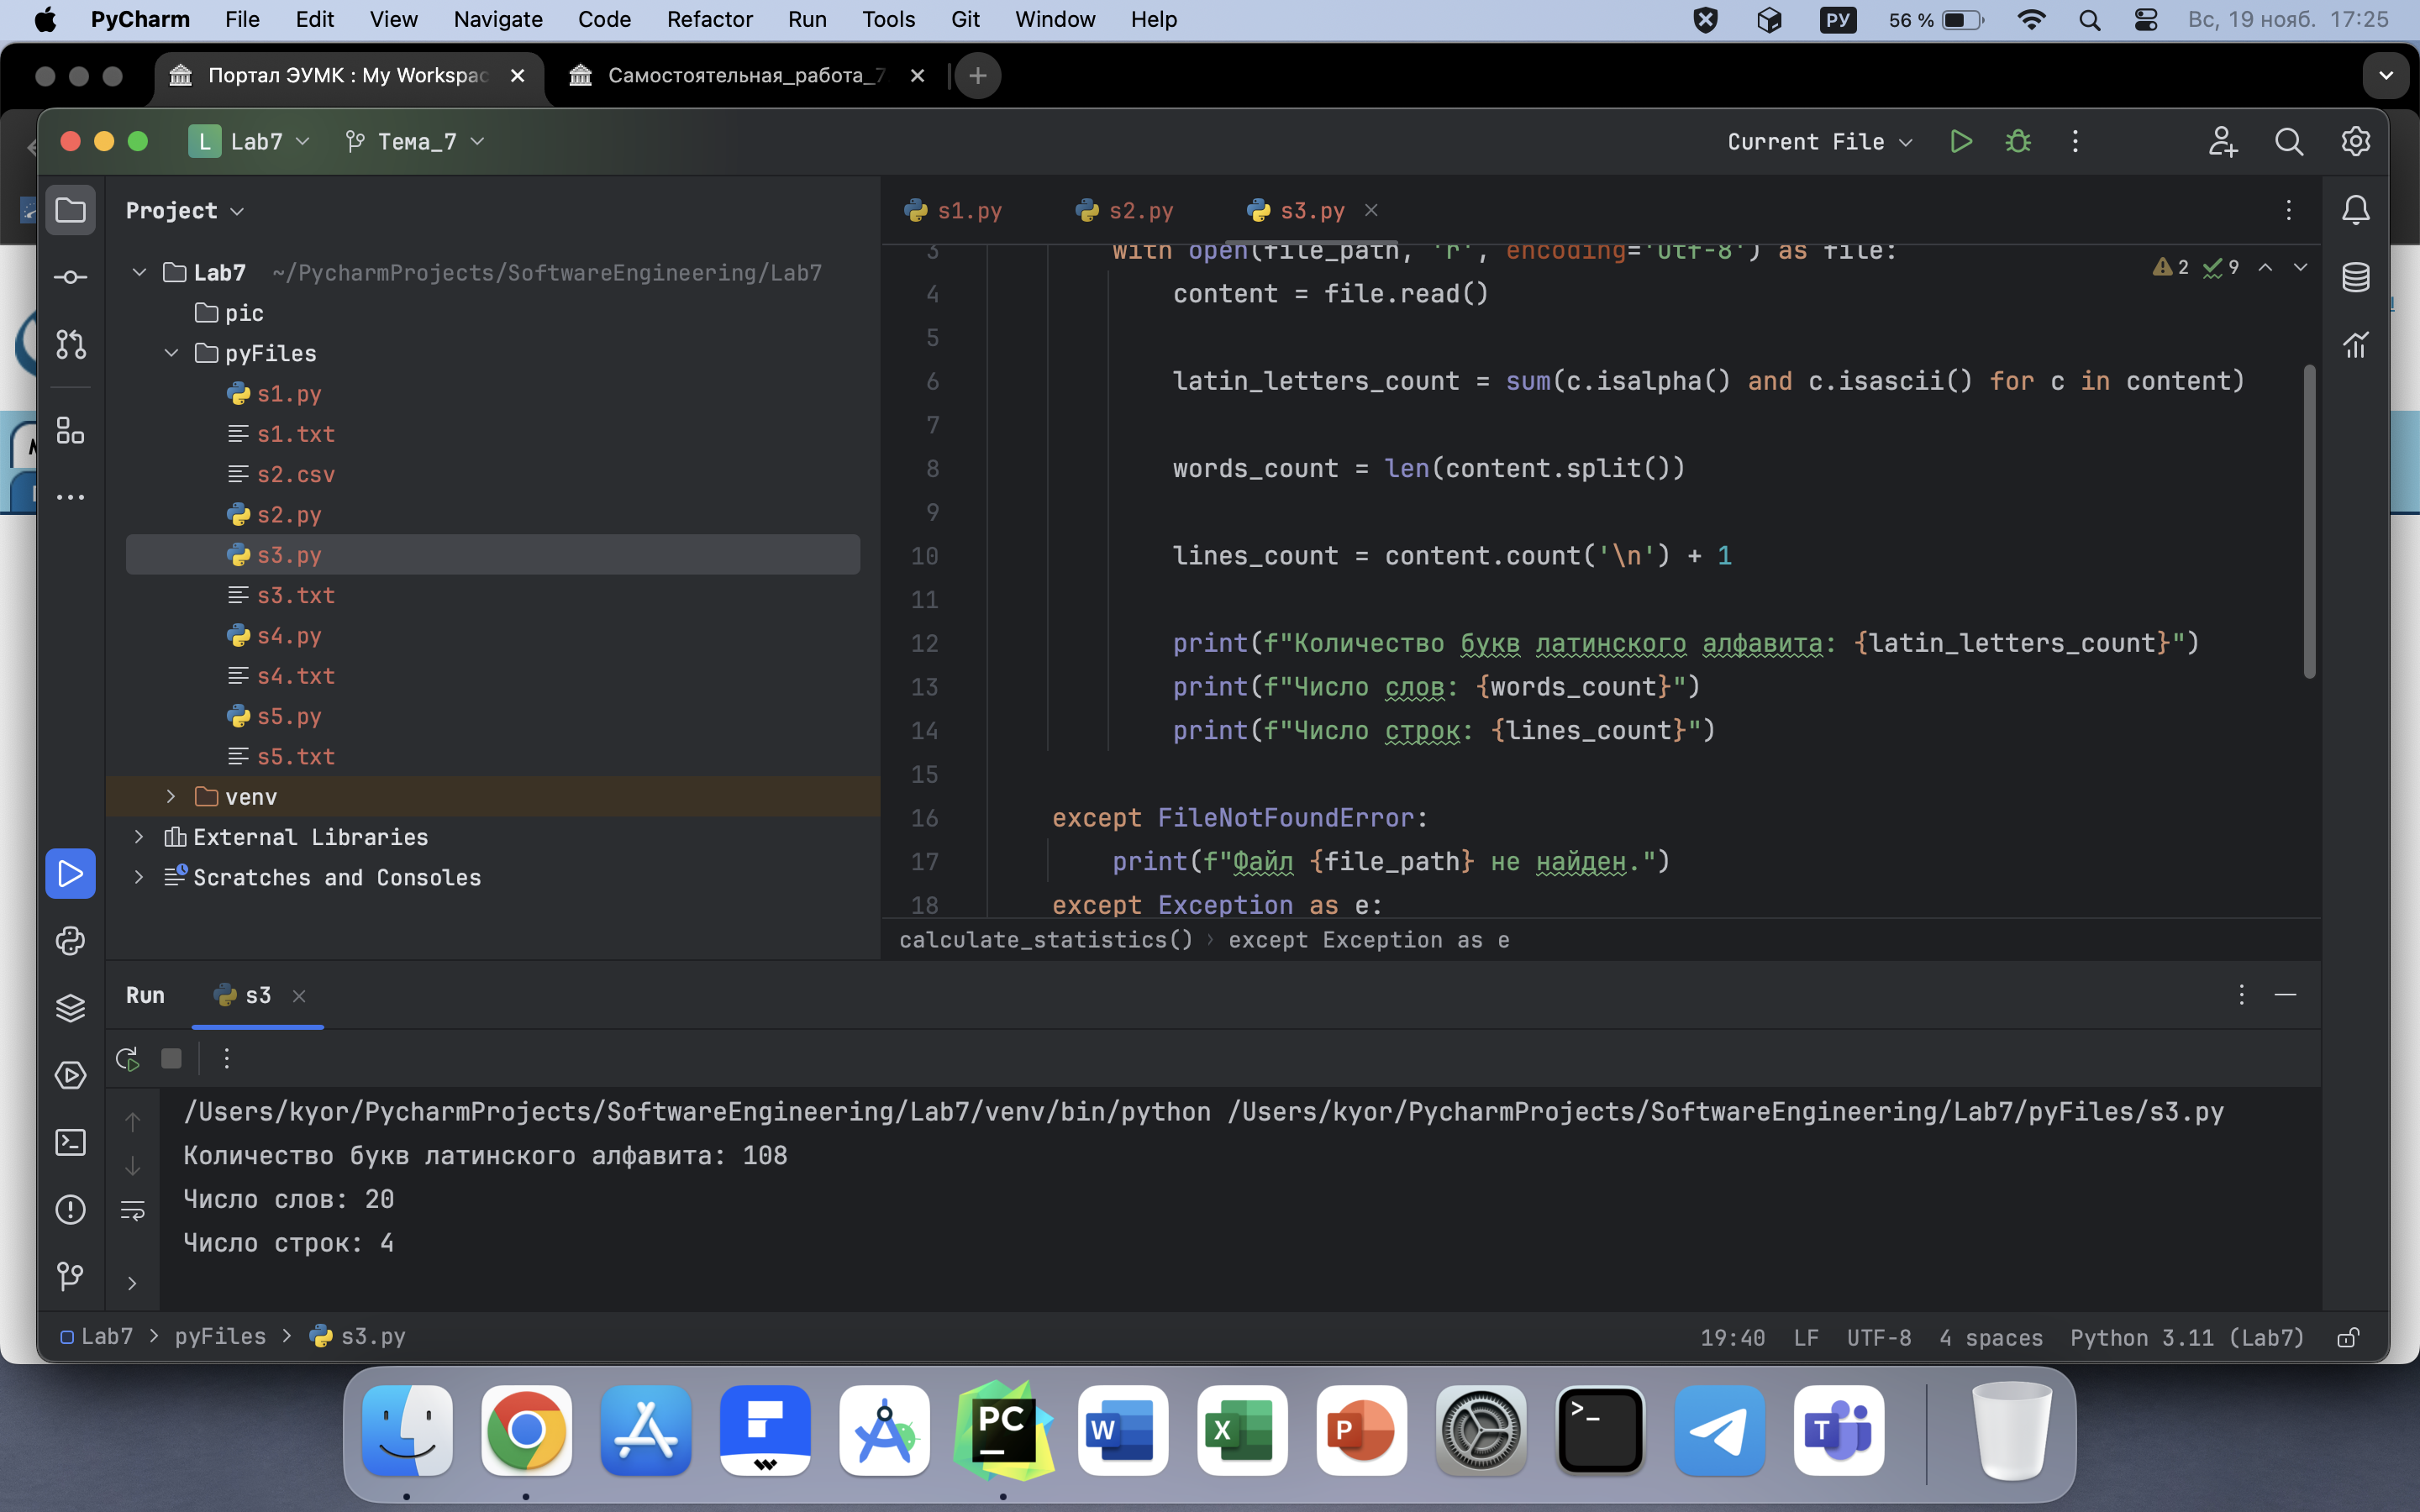 PyCharm File Edit View Navigate Code Refactor Run Tools Git Window Help РУ 56 % Вс, 19 нояб. 17:25
Портал ЭУМК : My Workspac Самостоятельная_работа_7
L Lab7 Тема_7 Current File
Project
s1.py s2.py s3.py
Lab7 ~/PycharmProjects/SoftwareEngineering/Lab7
pic
pyFiles
s1.py
s1.txt
s2.csv
s2.py
s3.py
s3.txt
s4.py
s4.txt
s5.py
s5.txt
venv
External Libraries
Scratches and Consoles
2 9
3 with open(file_path, 'r', encoding='utf-8') as file:
4 content = file.read()
5
6 latin_letters_count = sum(c.isalpha() and c.isascii() for c in content)
7
8 words_count = len(content.split())
9
10 lines_count = content.count('\n') + 1
11
12 print(f"Количество букв латинского алфавита: {latin_letters_count}")
13 print(f"Число слов: {words_count}")
14 print(f"Число строк: {lines_count}")
15
16 except FileNotFoundError:
17 print(f"Файл {file_path} не найден.")
18 except Exception as e:
calculate_statistics() › except Exception as e
Run s3
/Users/kyor/PycharmProjects/SoftwareEngineering/Lab7/venv/bin/python /Users/kyor/PycharmProjects/SoftwareEngineering/Lab7/pyFiles/s3.py
Количество букв латинского алфавита: 108
Число слов: 20
Число строк: 4
Lab7 > pyFiles > s3.py 19:40 LF UTF-8 4 spaces Python 3.11 (Lab7)
PC W X P >_ T